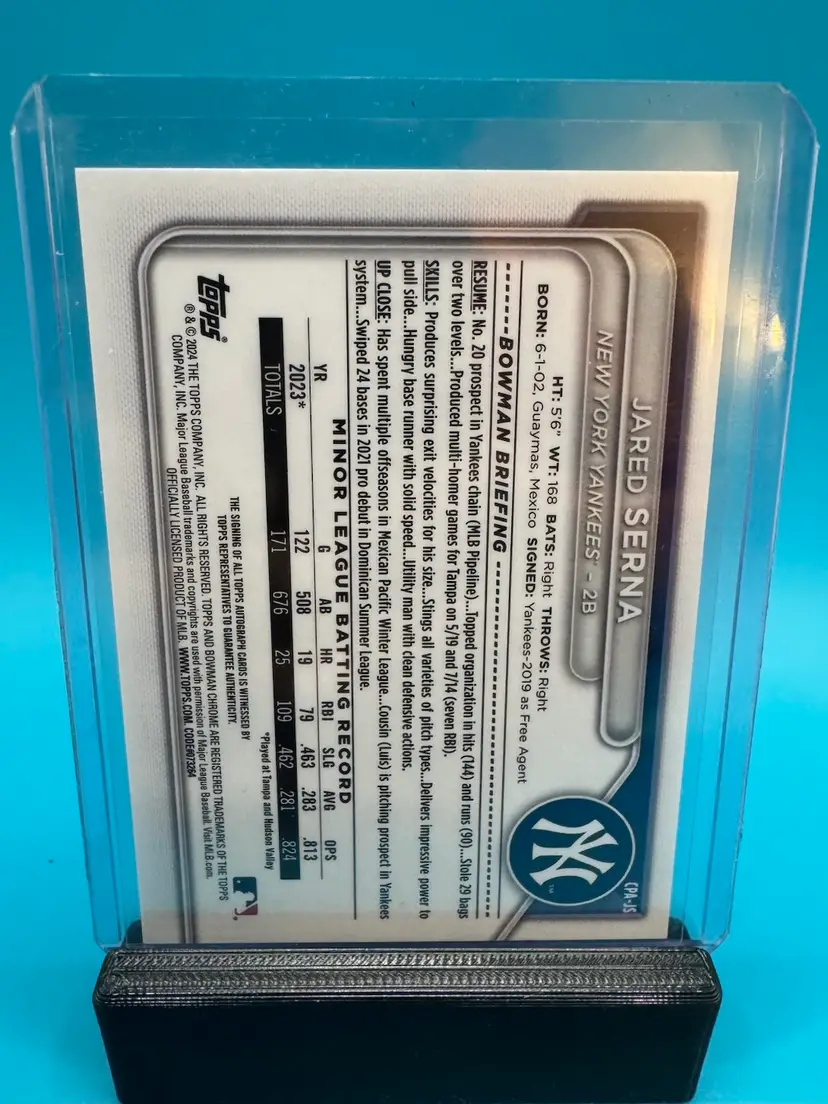 CPA-JS
JARED SERNA
NEW YORK YANKEES® - 2B
NY
HT: 5'6" WT: 168 BATS: Right THROWS: Right
BORN: 6-1-02, Guaymas, Mexico SIGNED: Yankees-2019 as Free Agent
BOWMAN BRIEFING
RESUME: No. 20 prospect in Yankees chain (MLB Pipeline)...Topped organization in hits (144) and runs (90)...Stole 29 bags
over two levels...Produced multi-homer games for Tampa on 5/19 and 7/14 (seven RBI).
SKILLS: Produces surprising exit velocities for his size...Stings all varieties of pitch types...Delivers impressive power to
pull side...Hungry base runner with solid speed...Utility man with clean defensive actions.
UP CLOSE: Has spent multiple offseasons in Mexican Pacific Winter League...Cousin (Luis) is pitching prospect in Yankees
system...Swiped 24 bases in 2021 pro debut in Dominican Summer League.
MINOR LEAGUE BATTING RECORD
YR G AB HR RBI SLG AVG OPS
2023* 122 508 19 79 .463 .283 .813
TOTALS 171 676 25 109 .462 .281 .824
*Played at Tampa and Hudson Valley
THE SIGNING OF ALL TOPPS AUTOGRAPH CARDS IS WITNESSED BY
TOPPS REPRESENTATIVES TO GUARANTEE AUTHENTICITY.
topps®
® & © 2024 THE TOPPS COMPANY, INC. ALL RIGHTS RESERVED. TOPPS AND BOWMAN CHROME ARE REGISTERED TRADEMARKS OF THE TOPPS
COMPANY, INC. Major League Baseball trademarks and copyrights are used with permission of Major League Baseball. Visit MLB.com.
OFFICIALLY LICENSED PRODUCT OF MLB. WWW.TOPPS.COM. CODE#073264